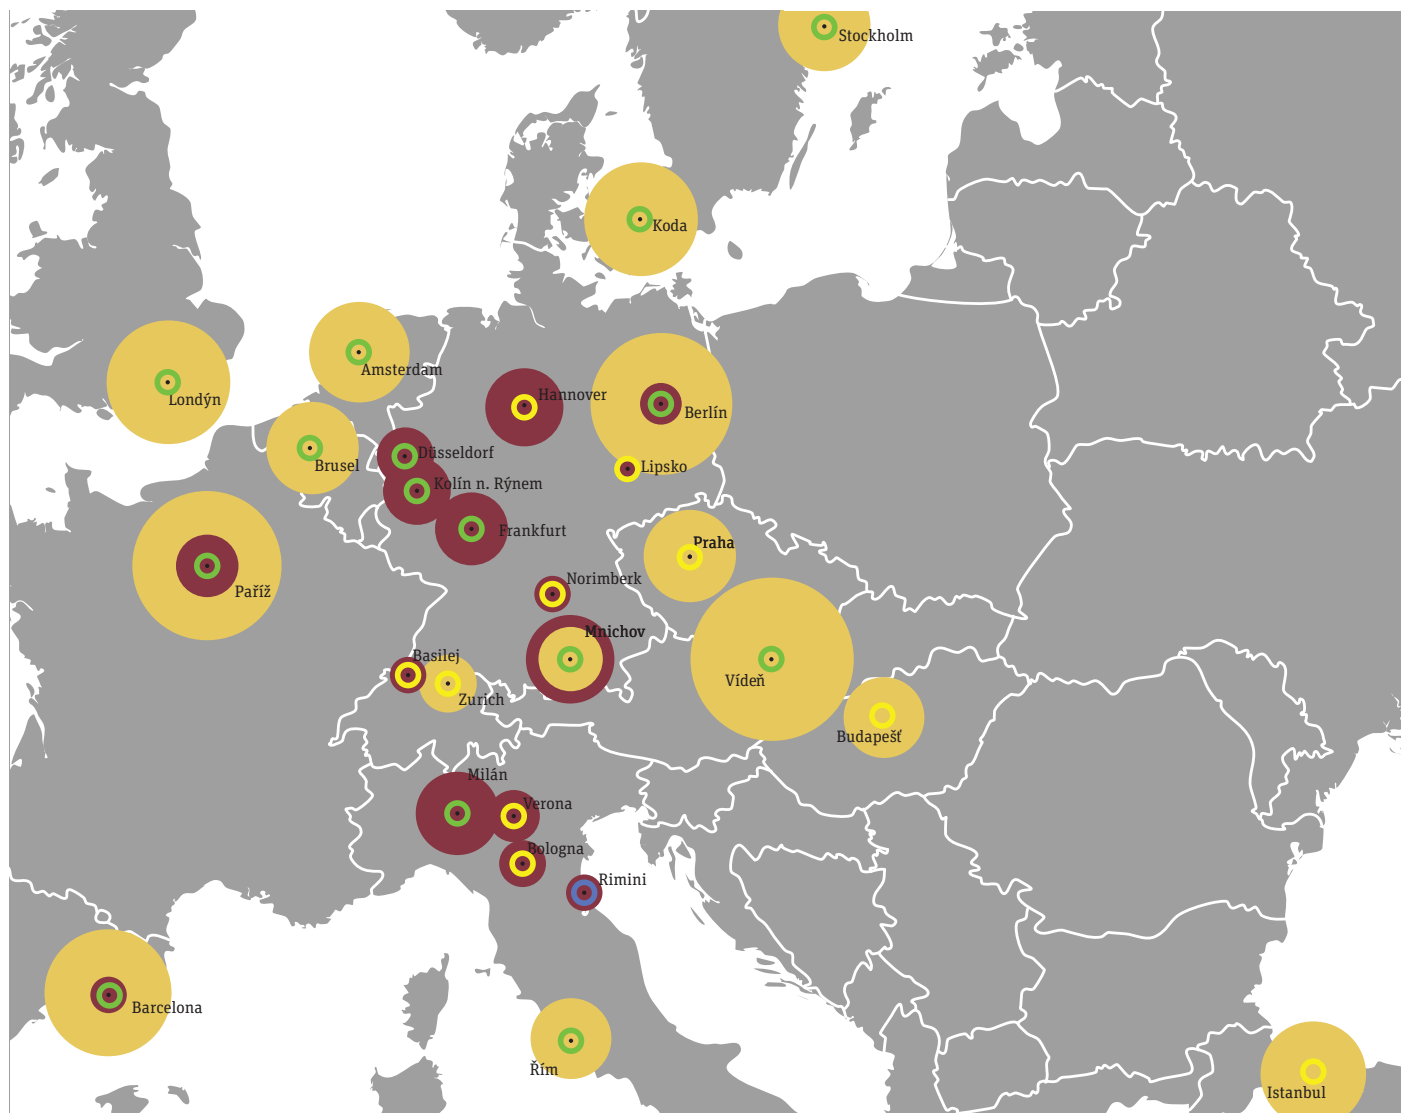 Stockholm
Koda
Amsterdam
Londýn
Hannover
Berlín
Brusel
Düsseldorf
Lipsko
Kolín n. Rýnem
Frankfurt
Praha
Norimberk
Paříž
Mnichov
Basilej
Vídeň
Zurich
Budapešť
Milán
Verona
Bologna
Rimini
Barcelona
Řím
Istanbul